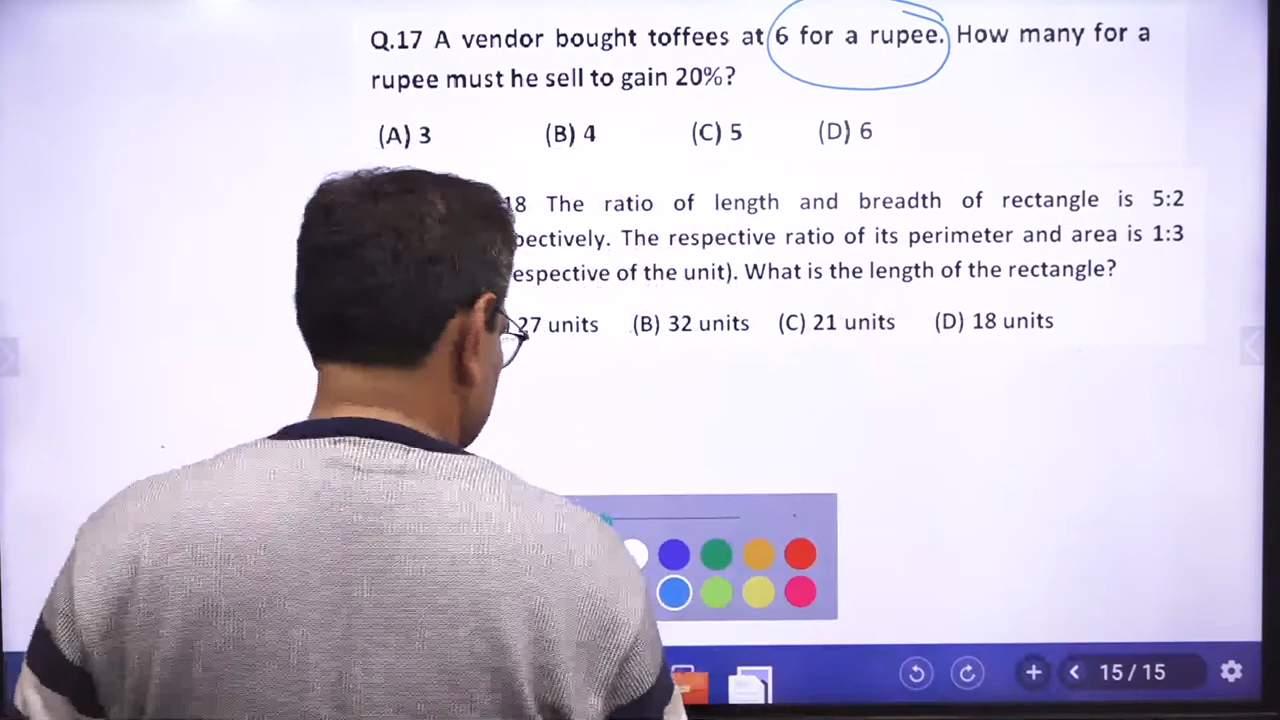 Q.17 A vendor bought toffees at 6 for a rupee. How many for a
rupee must he sell to gain 20%?
(A) 3 (B) 4 (C) 5 (D) 6
18 The ratio of length and breadth of rectangle is 5:2
pectively. The respective ratio of its perimeter and area is 1:3
espective of the unit). What is the length of the rectangle?
27 units (B) 32 units (C) 21 units (D) 18 units
15 / 15